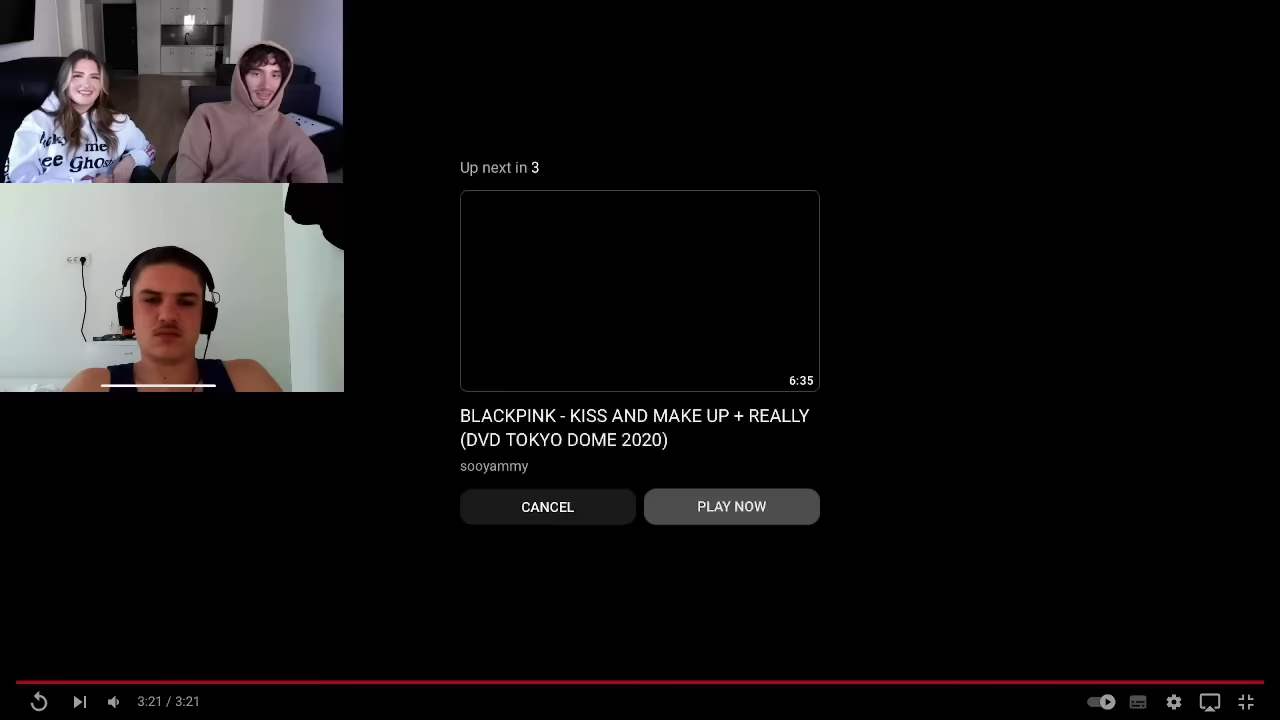 me
Up next in 3
6:35
BLACKPINK - KISS AND MAKE UP + REALLY
(DVD TOKYO DOME 2020)
sooyammy
CANCEL
PLAY NOW
3:21 / 3:21